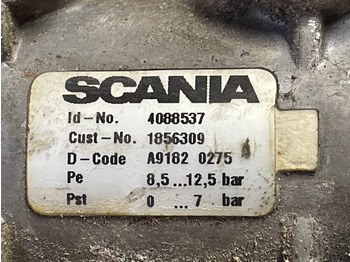 SCANIA
Id-No. 4088537
Cust-No. 1856309
D-Code A9182 0275
Pe 8,5...12,5 bar
Pst 0 ...7 bar